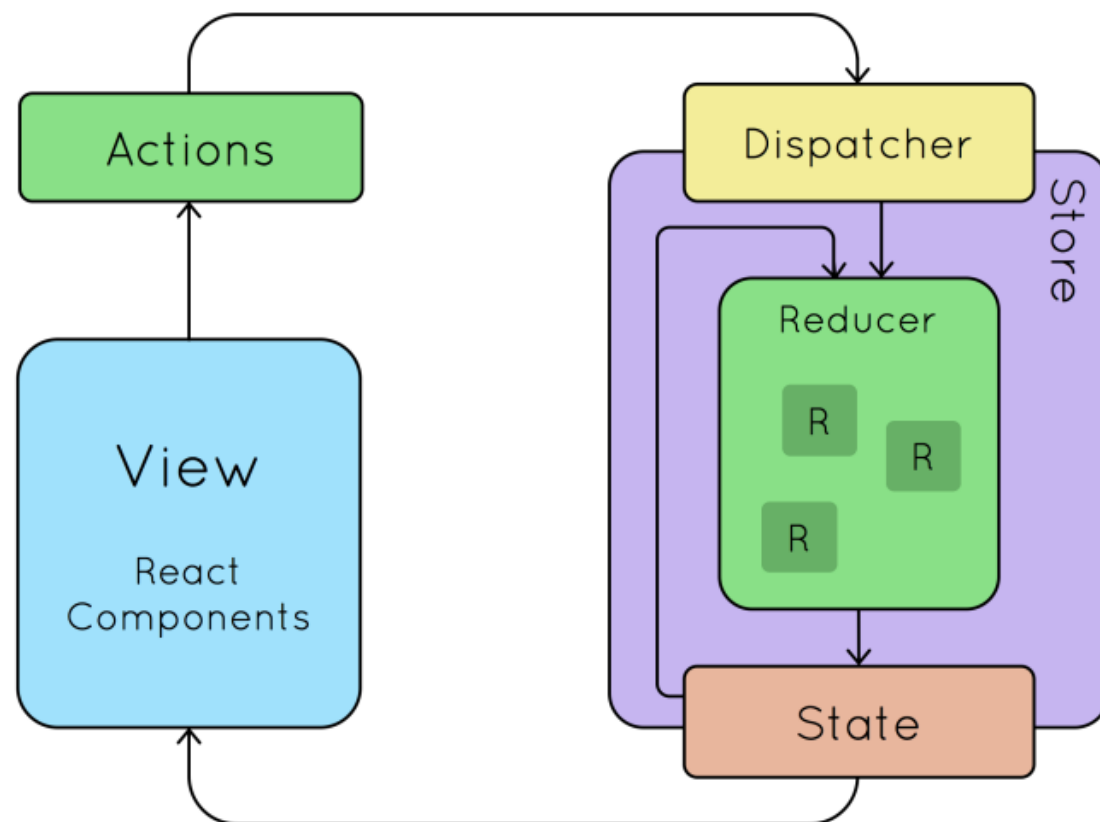 Actions
Dispatcher
Store
Reducer
R
R
R
View
React
Components
State